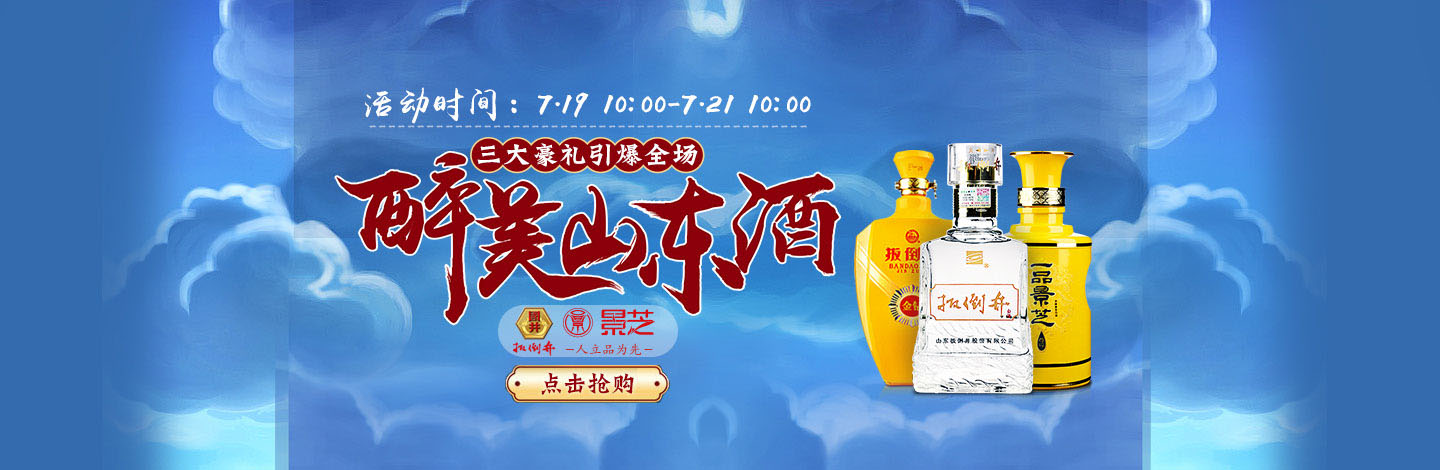 活动时间：7·19 10:00-7·21 10:00
三大豪礼引爆全场
醉美山东酒
国井
扳倒井
景芝
—人立品为先—
点击抢购
扳倒
BANDAO
扳倒井
山东扳倒井股份有限公司
一品景芝